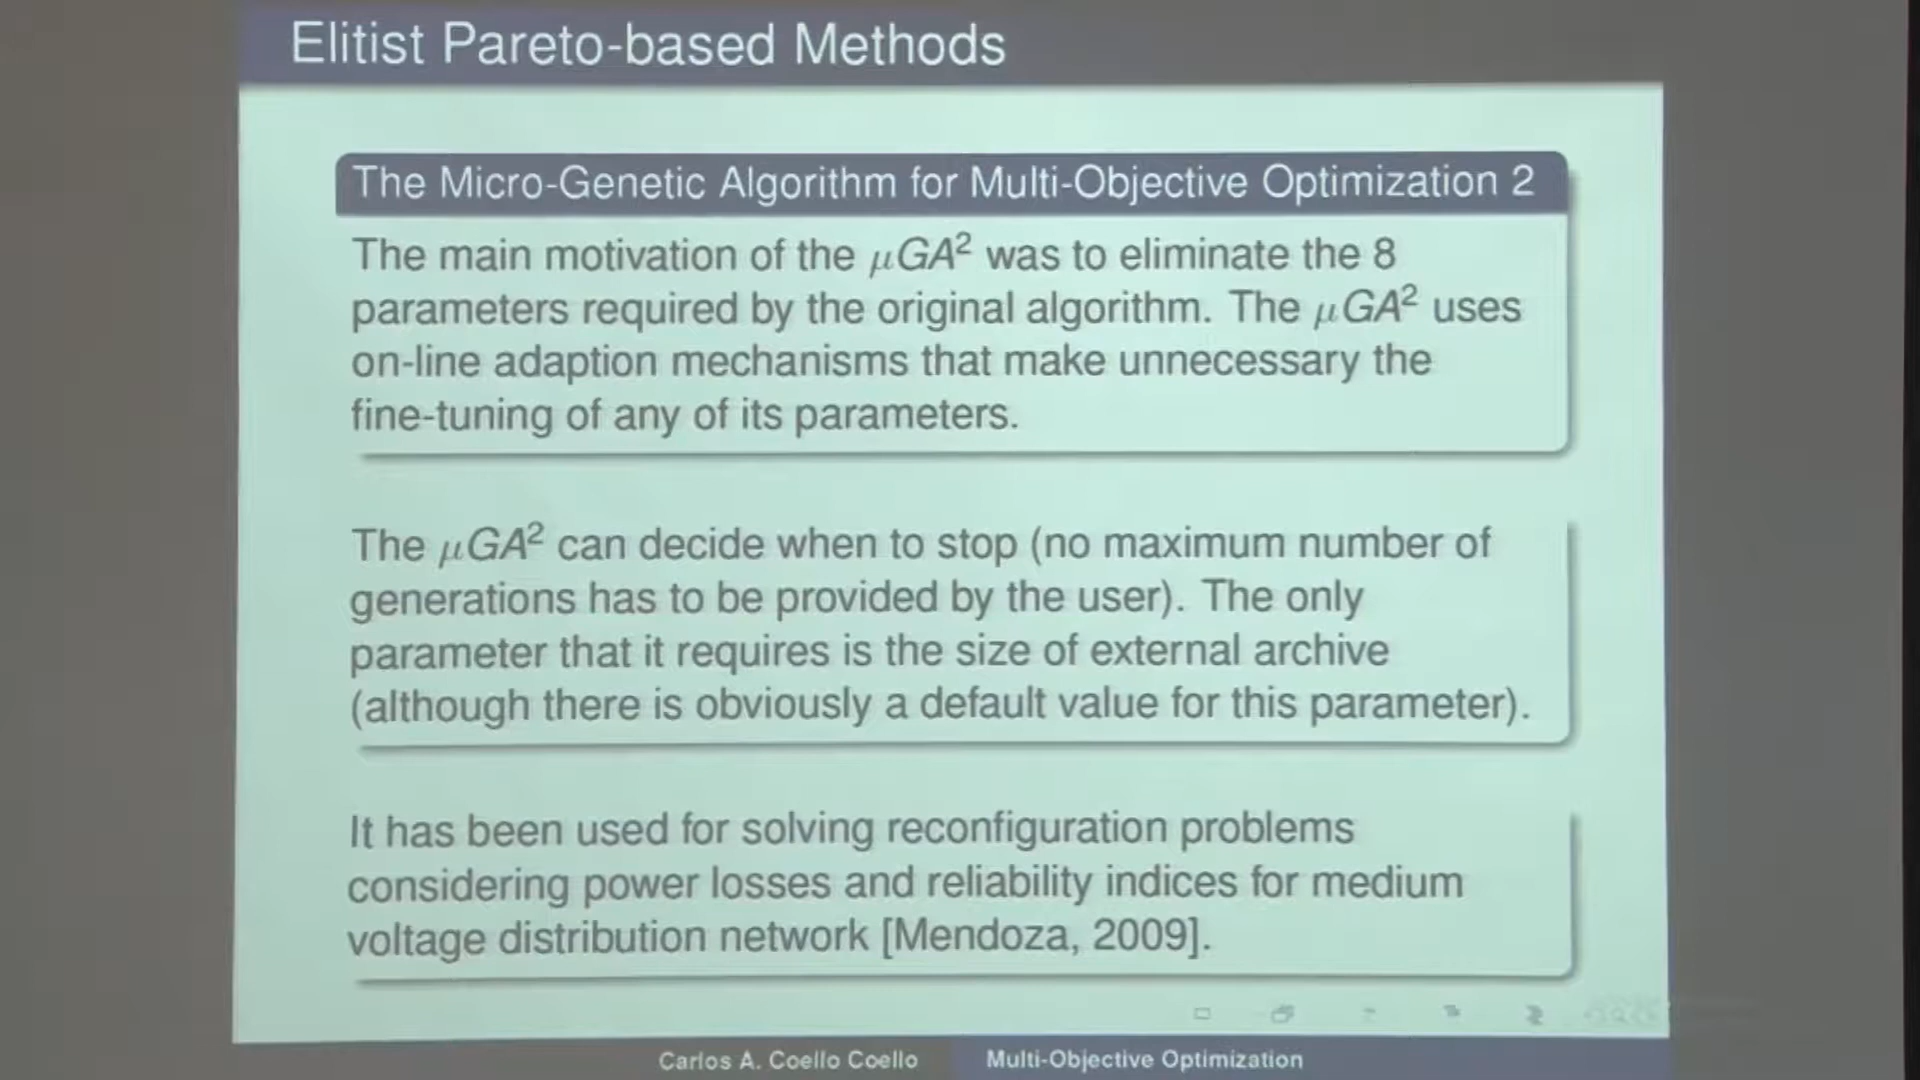 Elitist Pareto-based Methods
The Micro-Genetic Algorithm for Multi-Objective Optimization 2
The main motivation of the μGA² was to eliminate the 8
parameters required by the original algorithm. The μGA² uses
on-line adaption mechanisms that make unnecessary the
fine-tuning of any of its parameters.
The μGA² can decide when to stop (no maximum number of
generations has to be provided by the user). The only
parameter that it requires is the size of external archive
(although there is obviously a default value for this parameter).
It has been used for solving reconfiguration problems
considering power losses and reliability indices for medium
voltage distribution network [Mendoza, 2009].
Carlos A. Coello Coello Multi-Objective Optimization